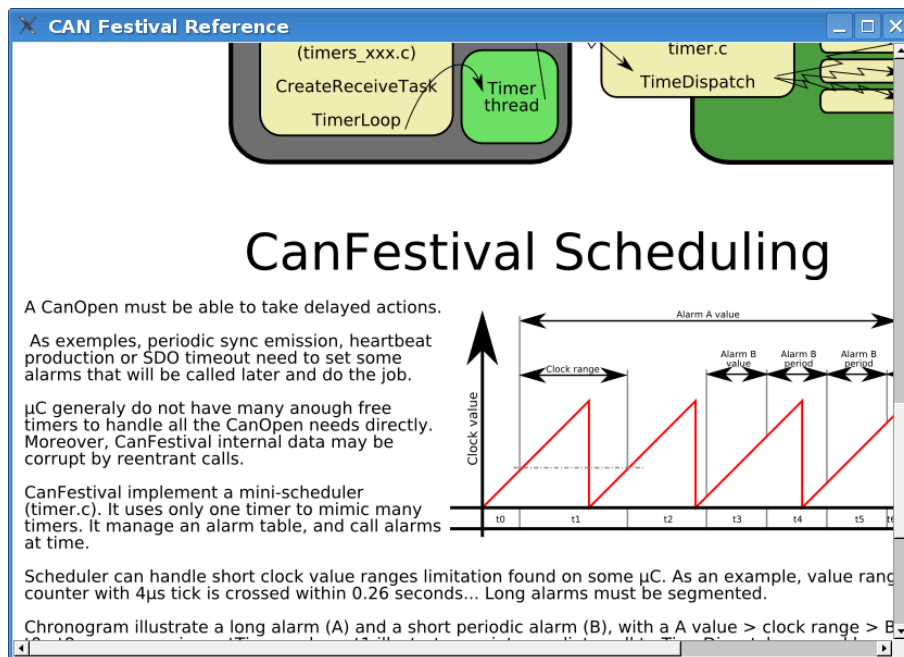 CAN Festival Reference
(timers_xxx.c)
CreateReceiveTask
TimerLoop
Timer
thread
timer.c
TimeDispatch
CanFestival Scheduling
A CanOpen must be able to take delayed actions.
As exemples, periodic sync emission, heartbeat
production or SDO timeout need to set some
alarms that will be called later and do the job.
µC generaly do not have many anough free
timers to handle all the CanOpen needs directly.
Moreover, CanFestival internal data may be
corrupt by reentrant calls.
CanFestival implement a mini-scheduler
(timer.c). It uses only one timer to mimic many
timers. It manage an alarm table, and call alarms
at time.
Alarm A value
Clock range
Alarm B
value
Alarm B
period
Alarm B
period
Clock value
t0 t1 t2 t3 t4 t5
Scheduler can handle short clock value ranges limitation found on some µC. As an example, value rang
counter with 4µs tick is crossed within 0.26 seconds... Long alarms must be segmented.
Chronogram illustrate a long alarm (A) and a short periodic alarm (B), with a A value > clock range > B